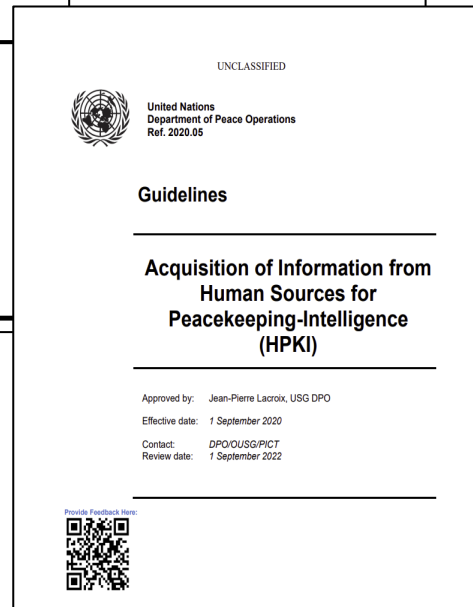 UNCLASSIFIED
United Nations
Department of Peace Operations
Ref. 2020.05
Guidelines
Acquisition of Information from
Human Sources for
Peacekeeping-Intelligence
(HPKI)
Approved by: Jean-Pierre Lacroix, USG DPO
Effective date: 1 September 2020
Contact: DPO/OUSG/PICT
Review date: 1 September 2022
Provide Feedback Here: